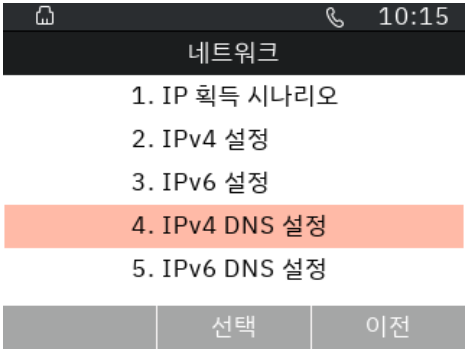 10:15
네트워크
1. IP 획득 시나리오
2. IPv4 설정
3. IPv6 설정
4. IPv4 DNS 설정
5. IPv6 DNS 설정
선택 이전